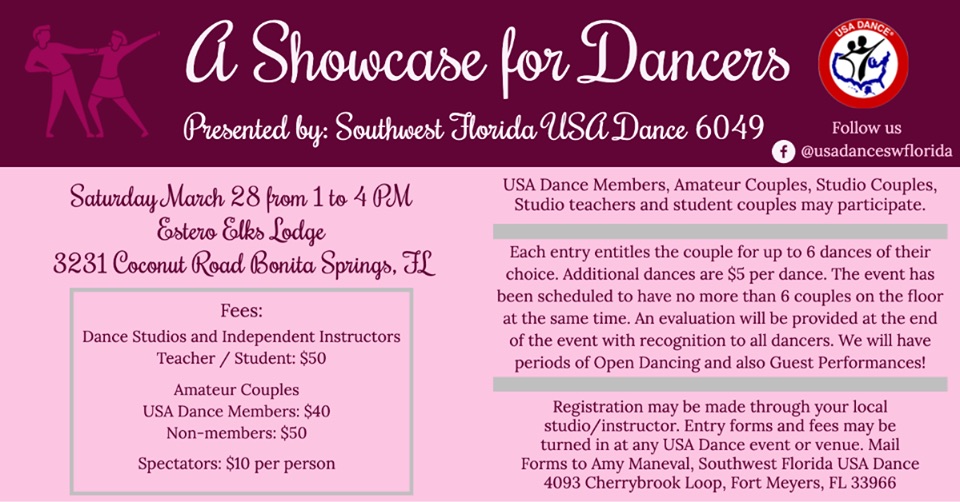 A Showcase for Dancers
Presented by: Southwest Florida USA Dance 6049
USA DANCE®
Follow us
@usadanceswflorida
Saturday March 28 from 1 to 4 PM
Estero Elks Lodge
3231 Coconut Road Bonita Springs, FL
Fees:
Dance Studios and Independent Instructors
Teacher / Student: $50
Amateur Couples
USA Dance Members: $40
Non-members: $50
Spectators: $10 per person
USA Dance Members, Amateur Couples, Studio Couples,
Studio teachers and student couples may participate.
Each entry entitles the couple for up to 6 dances of their
choice. Additional dances are $5 per dance. The event has
been scheduled to have no more than 6 couples on the floor
at the same time. An evaluation will be provided at the end
of the event with recognition to all dancers. We will have
periods of Open Dancing and also Guest Performances!
Registration may be made through your local
studio/instructor. Entry forms and fees may be
turned in at any USA Dance event or venue. Mail
Forms to Amy Maneval, Southwest Florida USA Dance
4093 Cherrybrook Loop, Fort Meyers, FL 33966